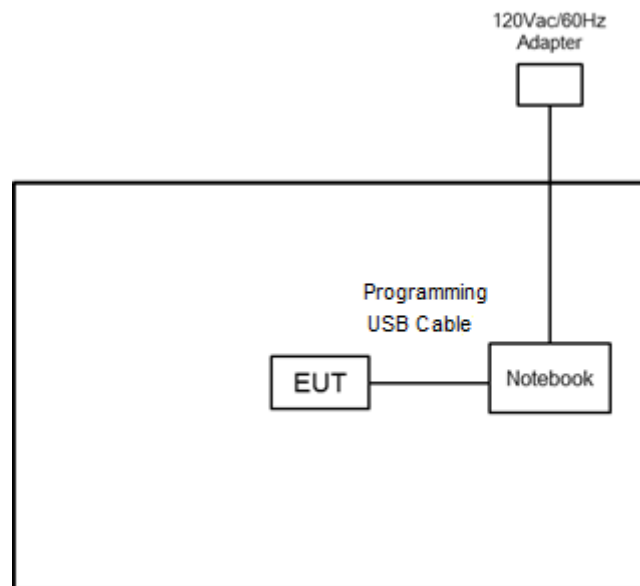 120Vac/60Hz
Adapter
Programming
USB Cable
EUT
Notebook